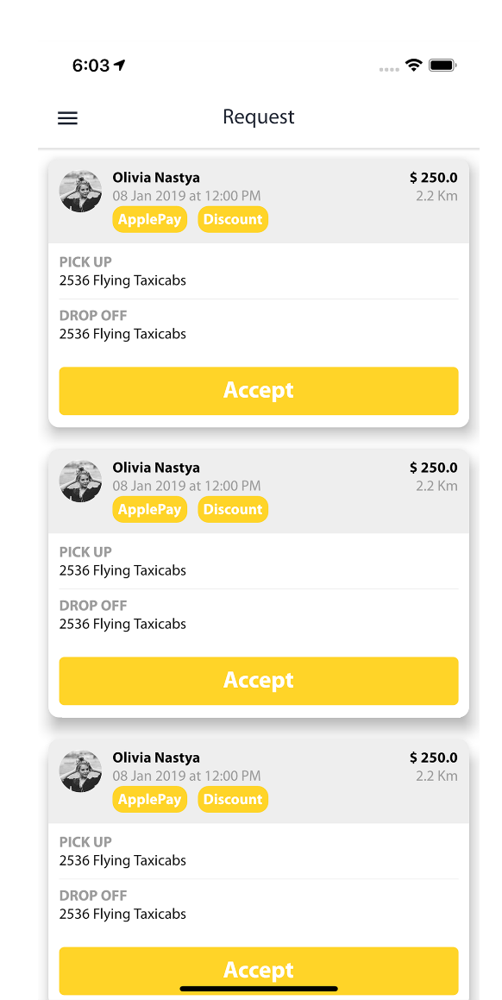 6:03
Request
Olivia Nastya
$ 250.0
08 Jan 2019 at 12:00 PM
2.2 Km
ApplePay Discount
PICK UP
2536 Flying Taxicabs
DROP OFF
2536 Flying Taxicabs
Accept
Olivia Nastya
$ 250.0
08 Jan 2019 at 12:00 PM
2.2 Km
ApplePay Discount
PICK UP
2536 Flying Taxicabs
DROP OFF
2536 Flying Taxicabs
Accept
Olivia Nastya
$ 250.0
08 Jan 2019 at 12:00 PM
2.2 Km
ApplePay Discount
PICK UP
2536 Flying Taxicabs
DROP OFF
2536 Flying Taxicabs
Accept